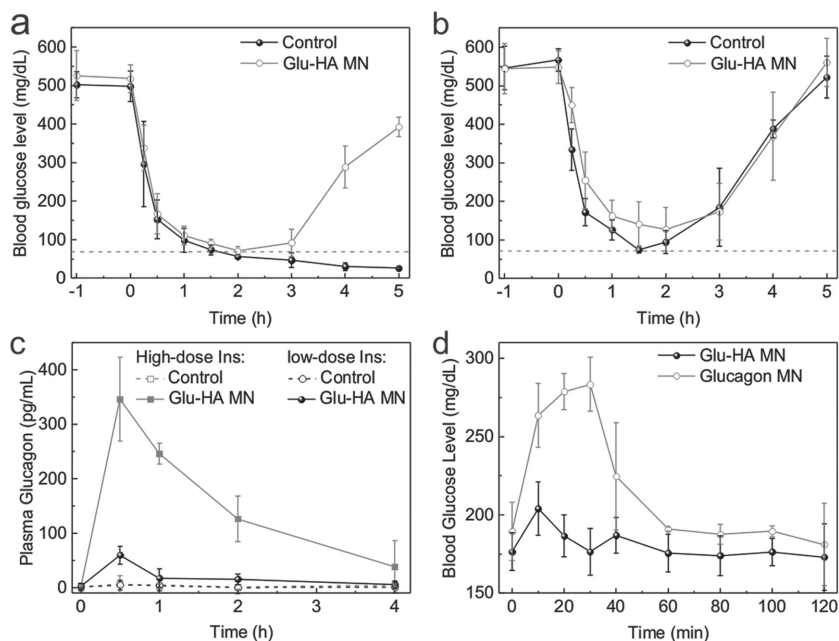 a
Blood glucose level (mg/dL)
600
500
400
300
200
100
0
Control
Glu-HA MN
-1 0 1 2 3 4 5
Time (h)
b
Blood glucose level (mg/dL)
600
500
400
300
200
100
0
Control
Glu-HA MN
-1 0 1 2 3 4 5
Time (h)
c
Plasma Glucagon (pg/mL)
400
300
200
100
0
High-dose Ins: low-dose Ins:
Control Control
Glu-HA MN Glu-HA MN
0 1 2 3 4
Time (h)
d
Blood Glucose Level (mg/dL)
300
250
200
150
Glu-HA MN
Glucagon MN
0 20 40 60 80 100 120
Time (min)